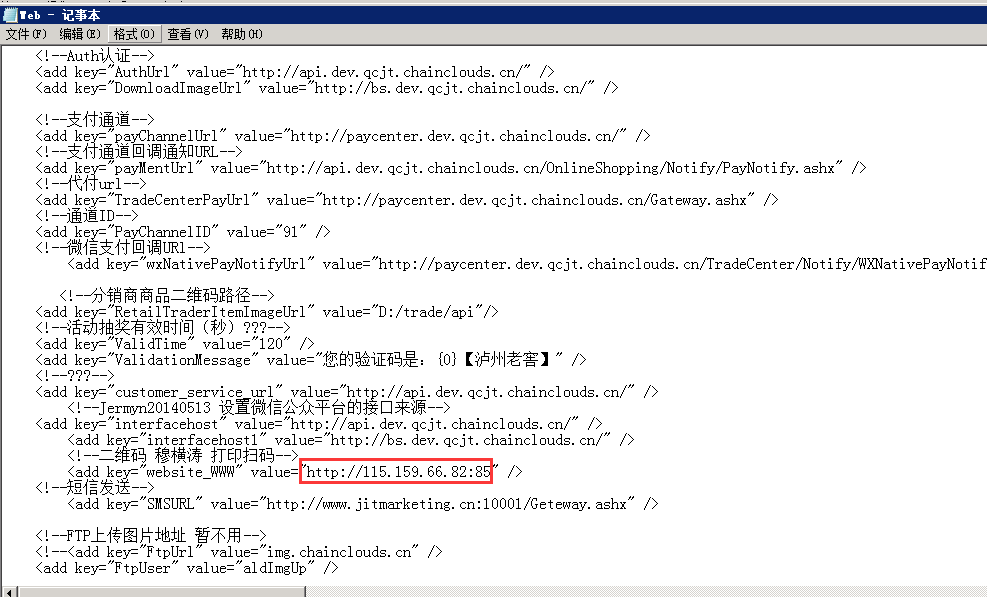 Web - 记事本
文件(F) 编辑(E) 格式(O) 查看(V) 帮助(H)
<!--Auth认证-->
<add key="AuthUrl" value="http://api.dev.qcjt.chainclouds.cn/" />
<add key="DownloadImageUrl" value="http://bs.dev.qcjt.chainclouds.cn/" />
<!--支付通道-->
<add key="payChannelUrl" value="http://paycenter.dev.qcjt.chainclouds.cn/" />
<!--支付通道回调通知URL-->
<add key="payMentUrl" value="http://api.dev.qcjt.chainclouds.cn/OnlineShopping/Notify/PayNotify.ashx" />
<!--代付url-->
<add key="TradeCenterPayUrl" value="http://paycenter.dev.qcjt.chainclouds.cn/Gateway.ashx" />
<!--通道ID-->
<add key="PayChannelID" value="91" />
<!--微信支付回调URl-->
<add key="wxNativePayNotifyUrl" value="http://paycenter.dev.qcjt.chainclouds.cn/TradeCenter/Notify/WXNativePayNotif
<!--分销商商品二维码路径-->
<add key="RetailTraderItemImageUrl" value="D:/trade/api"/>
<!--活动抽奖有效时间（秒）???-->
<add key="ValidTime" value="120" />
<add key="ValidationMessage" value="您的验证码是：{0}【泸州老窖】" />
<!--???-->
<add key="customer_service_url" value="http://api.dev.qcjt.chainclouds.cn/" />
<!--Jermyn20140513 设置微信公众平台的接口来源-->
<add key="interfacehost" value="http://api.dev.qcjt.chainclouds.cn/" />
<add key="interfacehost1" value="http://bs.dev.qcjt.chainclouds.cn/" />
<!--二维码 穆横涛 打印扫码-->
<add key="website_WWW" value="http://115.159.66.82:85" />
<!--短信发送-->
<add key="SMSURL" value="http://www.jitmarketing.cn:10001/Geteway.ashx" />
<!--FTP上传图片地址 暂不用-->
<!--<add key="FtpUrl" value="img.chainclouds.cn" />
<add key="FtpUser" value="aldImgUp" />